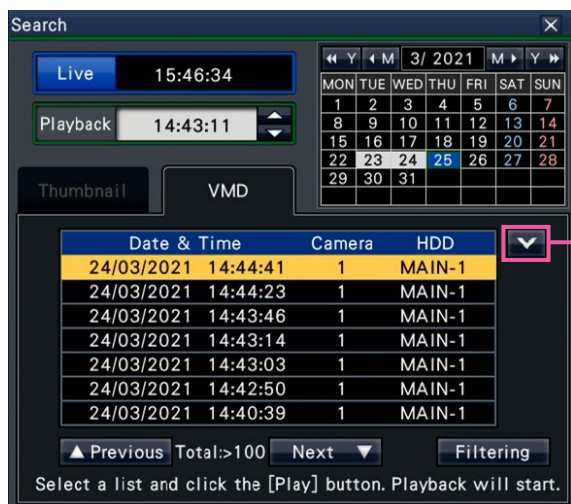 Search
Live 15:46:34
Playback 14:43:11
Y M 3/ 2021 M Y
MON TUE WED THU FRI SAT SUN
1 2 3 4 5 6 7
8 9 10 11 12 13 14
15 16 17 18 19 20 21
22 23 24 25 26 27 28
29 30 31
Thumbnail VMD
Date & Time Camera HDD
24/03/2021 14:44:41 1 MAIN-1
24/03/2021 14:44:23 1 MAIN-1
24/03/2021 14:43:46 1 MAIN-1
24/03/2021 14:43:14 1 MAIN-1
24/03/2021 14:43:03 1 MAIN-1
24/03/2021 14:42:50 1 MAIN-1
24/03/2021 14:40:39 1 MAIN-1
▲ Previous Total:>100 Next ▼ Filtering
Select a list and click the [Play] button. Playback will start.